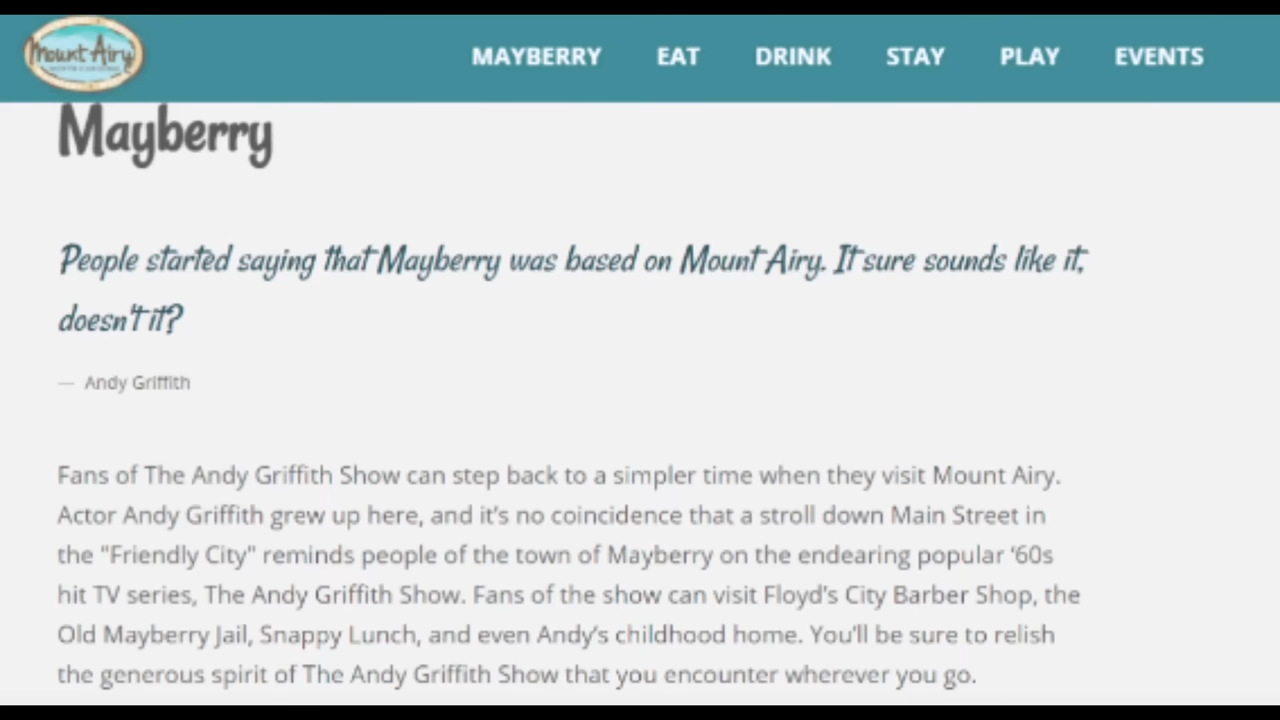 Mount Airy
MAYBERRY EAT DRINK STAY PLAY EVENTS
Mayberry
People started saying that Mayberry was based on Mount Airy. It sure sounds like it,
doesn't it?
— Andy Griffith
Fans of The Andy Griffith Show can step back to a simpler time when they visit Mount Airy.
Actor Andy Griffith grew up here, and it’s no coincidence that a stroll down Main Street in
the "Friendly City" reminds people of the town of Mayberry on the endearing popular ‘60s
hit TV series, The Andy Griffith Show. Fans of the show can visit Floyd’s City Barber Shop, the
Old Mayberry Jail, Snappy Lunch, and even Andy’s childhood home. You’ll be sure to relish
the generous spirit of The Andy Griffith Show that you encounter wherever you go.